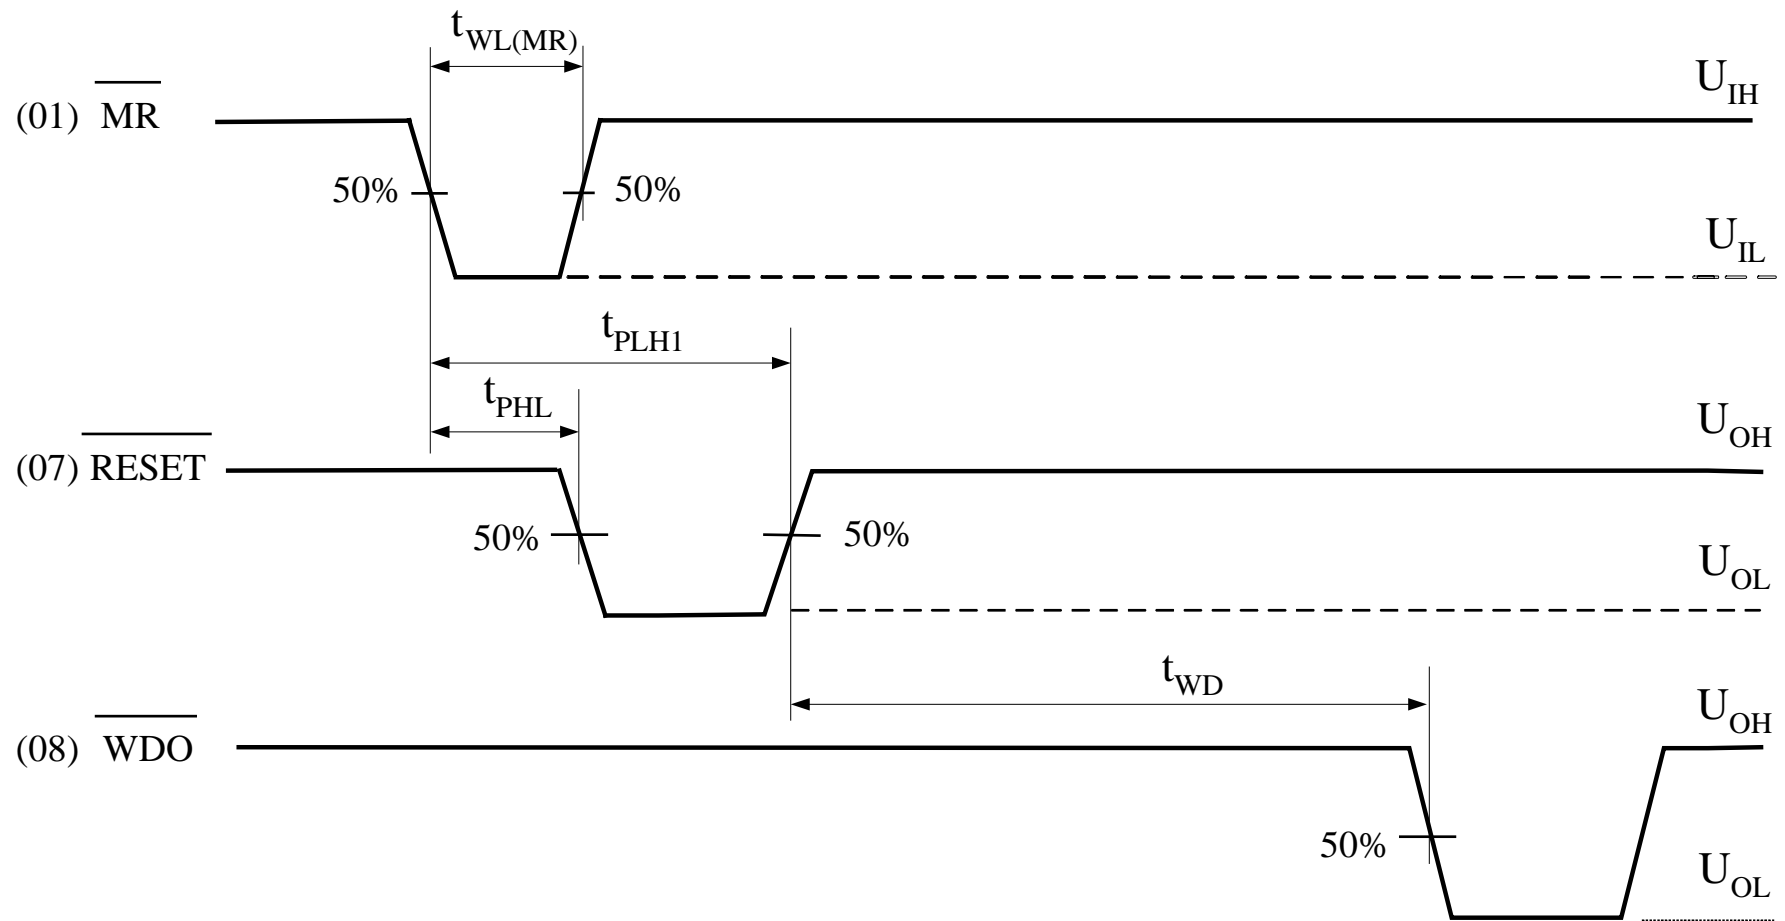 tWL(MR)
UIH
(01) MR
50% 50%
UIL
tPLH1
tPHL
UOH
(07) RESET
50% 50%
UOL
tWD
UOH
(08) WDO
50%
UOL